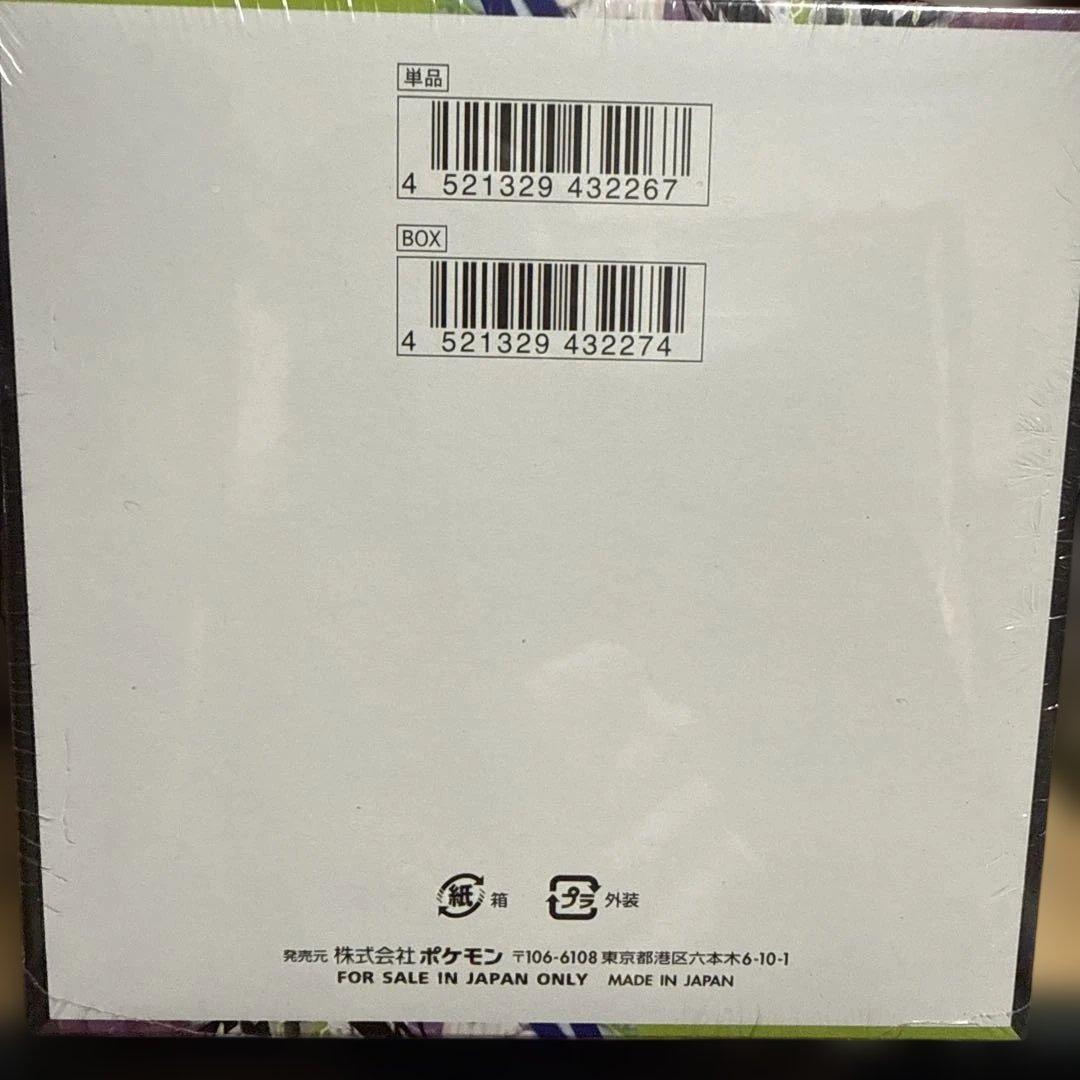 単品
4 521329 432267
BOX
4 521329 432274
紙 箱 プラ 外装
発売元 株式会社ポケモン 〒106-6108 東京都港区六本木6-10-1
FOR SALE IN JAPAN ONLY MADE IN JAPAN